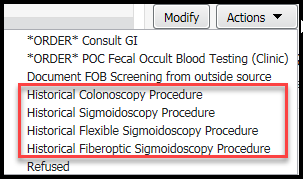 Modify Actions
*ORDER* Consult GI
*ORDER* POC Fecal Occult Blood Testing (Clinic)
Document FOB Screening from outside source
Historical Colonoscopy Procedure
Historical Sigmoidoscopy Procedure
Historical Flexible Sigmoidoscopy Procedure
Historical Fiberoptic Sigmoidoscopy Procedure
Refused